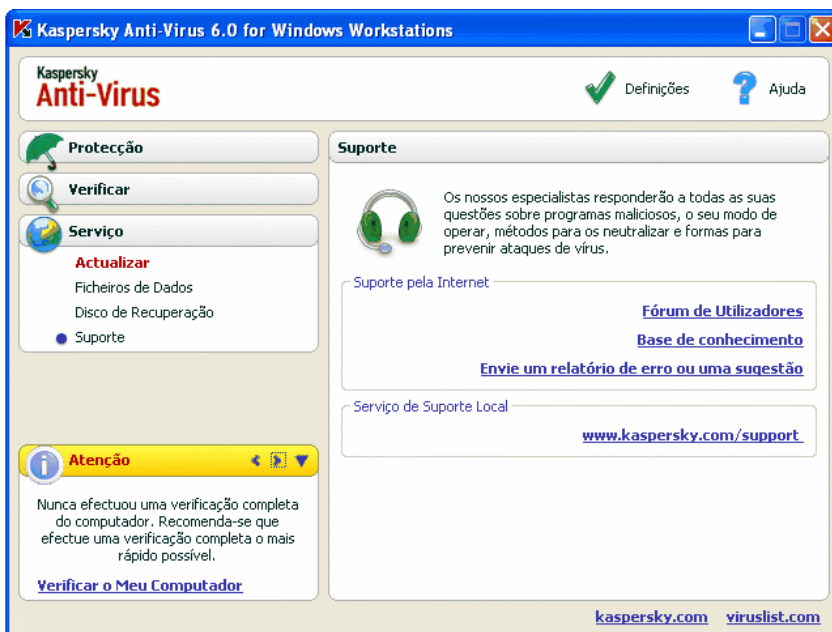 Kaspersky Anti-Virus 6.0 for Windows Workstations
Kaspersky
Anti-Virus
Definições
Ajuda
Protecção
Verificar
Serviço
Actualizar
Ficheiros de Dados
Disco de Recuperação
Suporte
Atenção
Nunca efectuou uma verificação completa
do computador. Recomenda-se que
efectue uma verificação completa o mais
rápido possível.
Verificar o Meu Computador
Suporte
Os nossos especialistas responderão a todas as suas
questões sobre programas maliciosos, o seu modo de
operar, métodos para os neutralizar e formas para
prevenir ataques de vírus.
Suporte pela Internet
Fórum de Utilizadores
Base de conhecimento
Envie um relatório de erro ou uma sugestão
Serviço de Suporte Local
www.kaspersky.com/support
kaspersky.com
viruslist.com